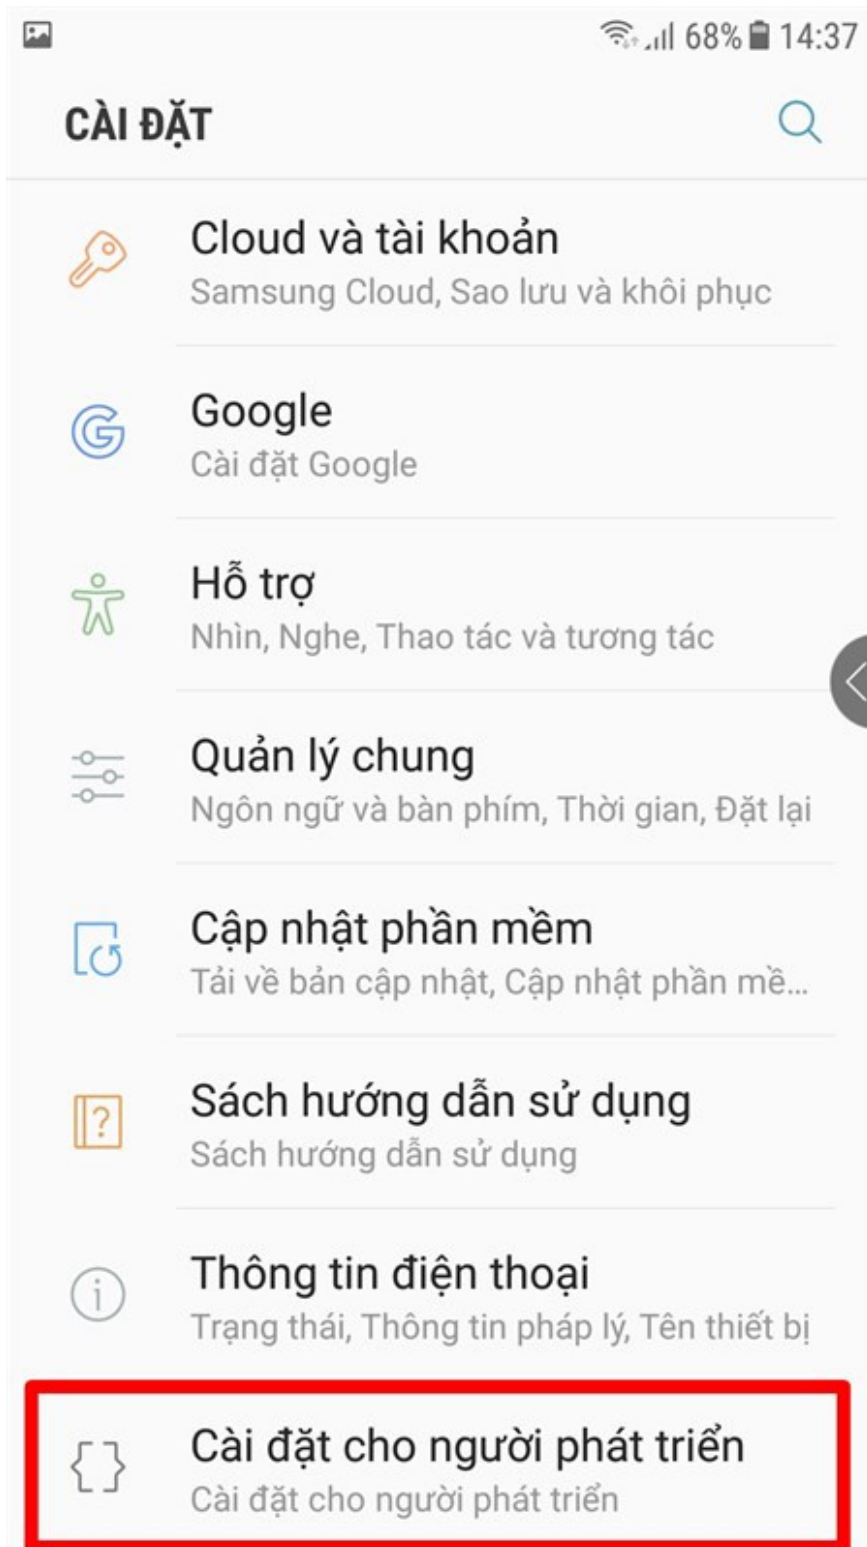 68% 14:37
CÀI ĐẶT
Cloud và tài khoản
Samsung Cloud, Sao lưu và khôi phục
Google
Cài đặt Google
Hỗ trợ
Nhìn, Nghe, Thao tác và tương tác
Quản lý chung
Ngôn ngữ và bàn phím, Thời gian, Đặt lại
Cập nhật phần mềm
Tải về bản cập nhật, Cập nhật phần mề...
Sách hướng dẫn sử dụng
Sách hướng dẫn sử dụng
Thông tin điện thoại
Trạng thái, Thông tin pháp lý, Tên thiết bị
Cài đặt cho người phát triển
Cài đặt cho người phát triển